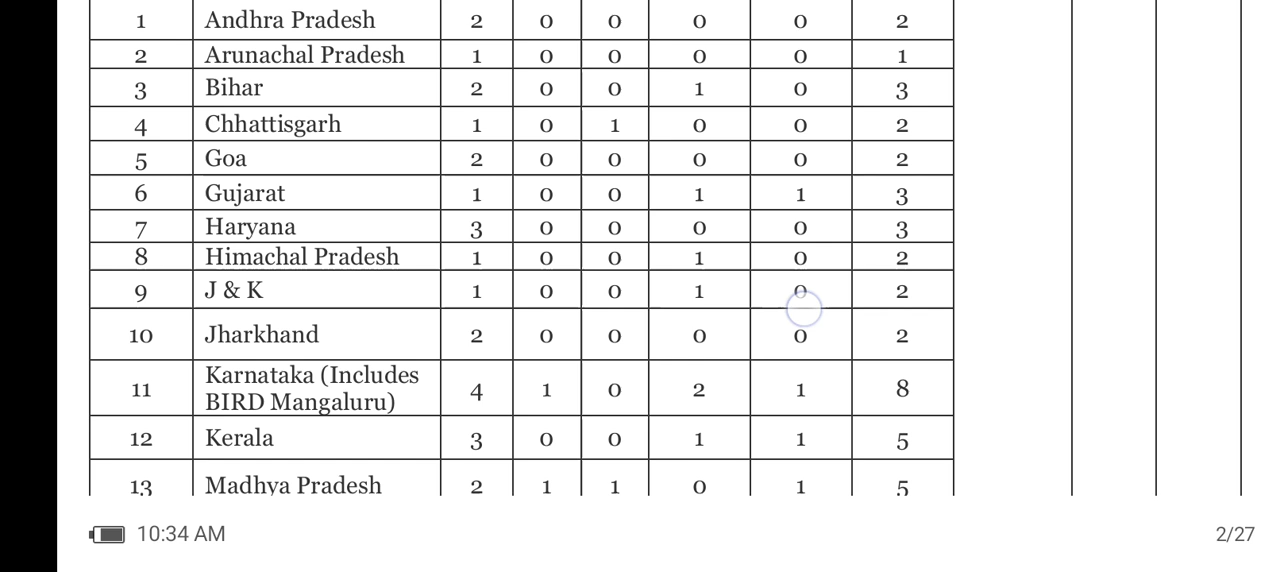 1 Andhra Pradesh 2 0 0 0 0 2
2 Arunachal Pradesh 1 0 0 0 0 1
3 Bihar 2 0 0 1 0 3
4 Chhattisgarh 1 0 1 0 0 2
5 Goa 2 0 0 0 0 2
6 Gujarat 1 0 0 1 1 3
7 Haryana 3 0 0 0 0 3
8 Himachal Pradesh 1 0 0 1 0 2
9 J & K 1 0 0 1 0 2
10 Jharkhand 2 0 0 0 0 2
11 Karnataka (Includes BIRD Mangaluru) 4 1 0 2 1 8
12 Kerala 3 0 0 1 1 5
13 Madhya Pradesh 2 1 1 0 1 5
10:34 AM 2/27